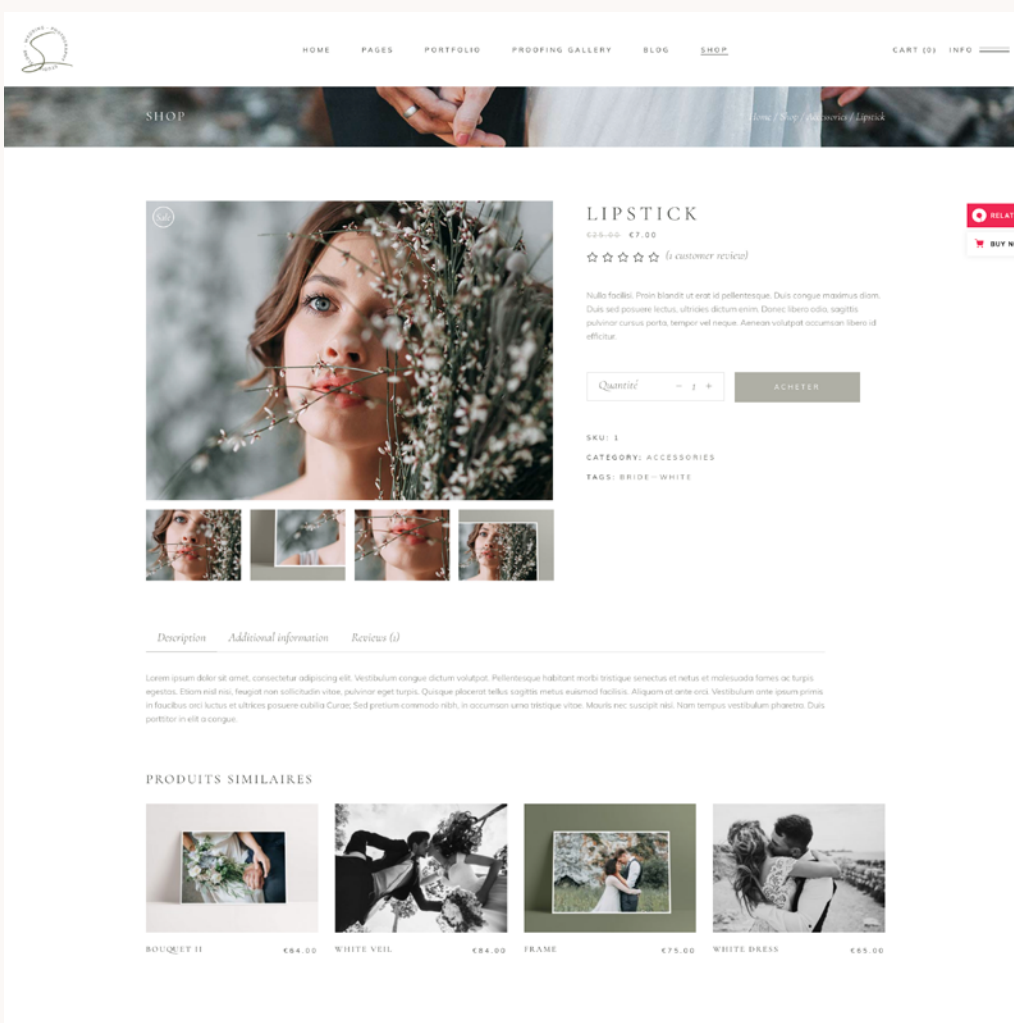 HOME PAGES PORTFOLIO PROOFING GALLERY BLOG SHOP CART (0) INFO
SHOP
Home / Shop / Accessories / Lipstick
Sale
LIPSTICK
€25.00 €7.00
(1 customer review)
Nulla facilisi. Proin blandit ut erat id pellentesque. Duis congue maximus diam.
Duis sed posuere lectus, ultricies dictum enim. Donec libero odio, sagittis
pulvinar cursus porta, tempor vel neque. Aenean volutpat accumsan libero id
efficitur.
Quantité − 1 +
ACHETER
SKU: 1
CATEGORY: ACCESSORIES
TAGS: BRIDE—WHITE
RELAT
BUY N
Description Additional information Reviews (1)
Lorem ipsum dolor sit amet, consectetur adipiscing elit. Vestibulum congue dictum volutpat. Pellentesque habitant morbi tristique senectus et netus et malesuada fames ac turpis
egestas. Etiam nisl nisi, feugiat non sollicitudin vitae, pulvinar eget turpis. Quisque placerat tellus sagittis metus euismod facilisis. Aliquam at ante orci. Vestibulum ante ipsum primis
in faucibus orci luctus et ultrices posuere cubilia Curae; Sed pretium commodo nibh, in accumsan urna tristique vitae. Mauris nec suscipit nisi. Nam tempus vestibulum pharetra. Duis
porttitor in elit a congue.
PRODUITS SIMILAIRES
BOUQUET II €64.00
WHITE VEIL €84.00
FRAME €75.00
WHITE DRESS €65.00